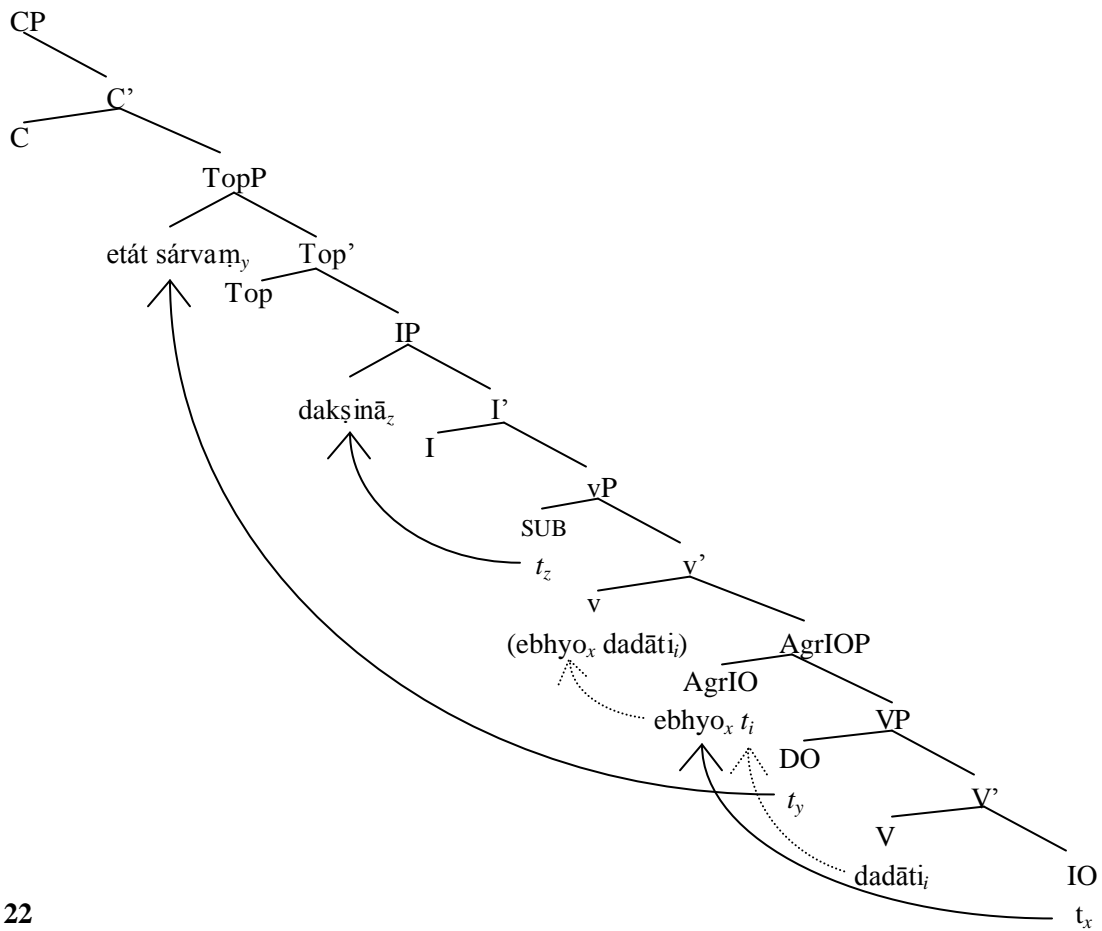 CP
C’
C
TopP
etát sárvaṃy Top’
Top
IP
dakṣināz I’
I
vP
SUB
tz v’
v
(ebhyox dadātii) AgrIOP
AgrIO
ebhyox ti VP
DO
ty V’
V
dadātii IO
22 tx